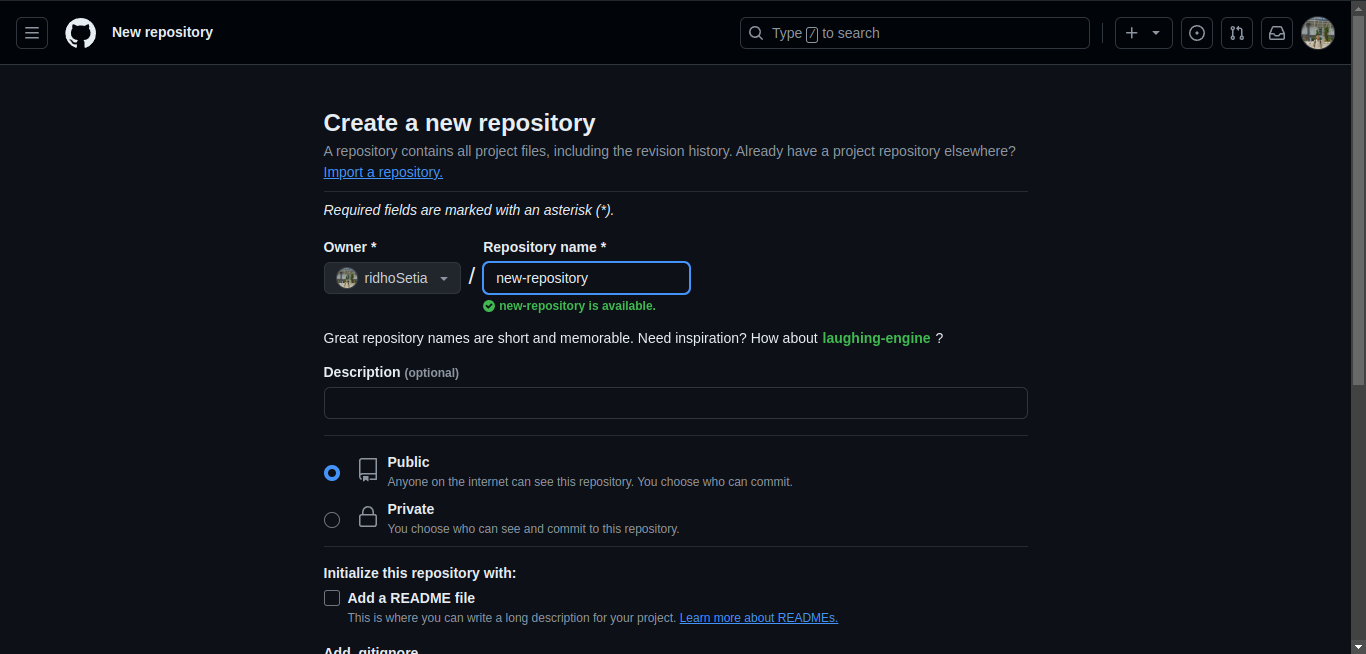 New repository
Type / to search
Create a new repository
A repository contains all project files, including the revision history. Already have a project repository elsewhere?
Import a repository.
Required fields are marked with an asterisk (*).
Owner * Repository name *
ridhoSetia / new-repository
new-repository is available.
Great repository names are short and memorable. Need inspiration? How about laughing-engine ?
Description (optional)
Public
Anyone on the internet can see this repository. You choose who can commit.
Private
You choose who can see and commit to this repository.
Initialize this repository with:
Add a README file
This is where you can write a long description for your project. Learn more about READMEs.
Add .gitignore